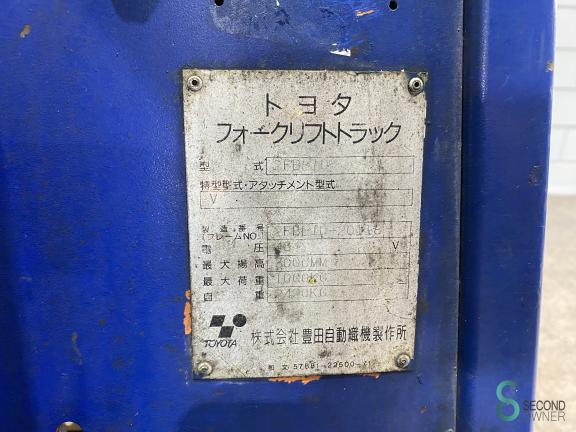 トヨタ
フォークリフトトラック
型 式
特型型式・アタッチメント型式
V
製造番号
(フレームNO.)
電 圧 V
最大揚高 3000MM
最大荷重 1000KG
自 重
TOYOTA 株式会社 豊田自動織機製作所
SECOND
OWNER